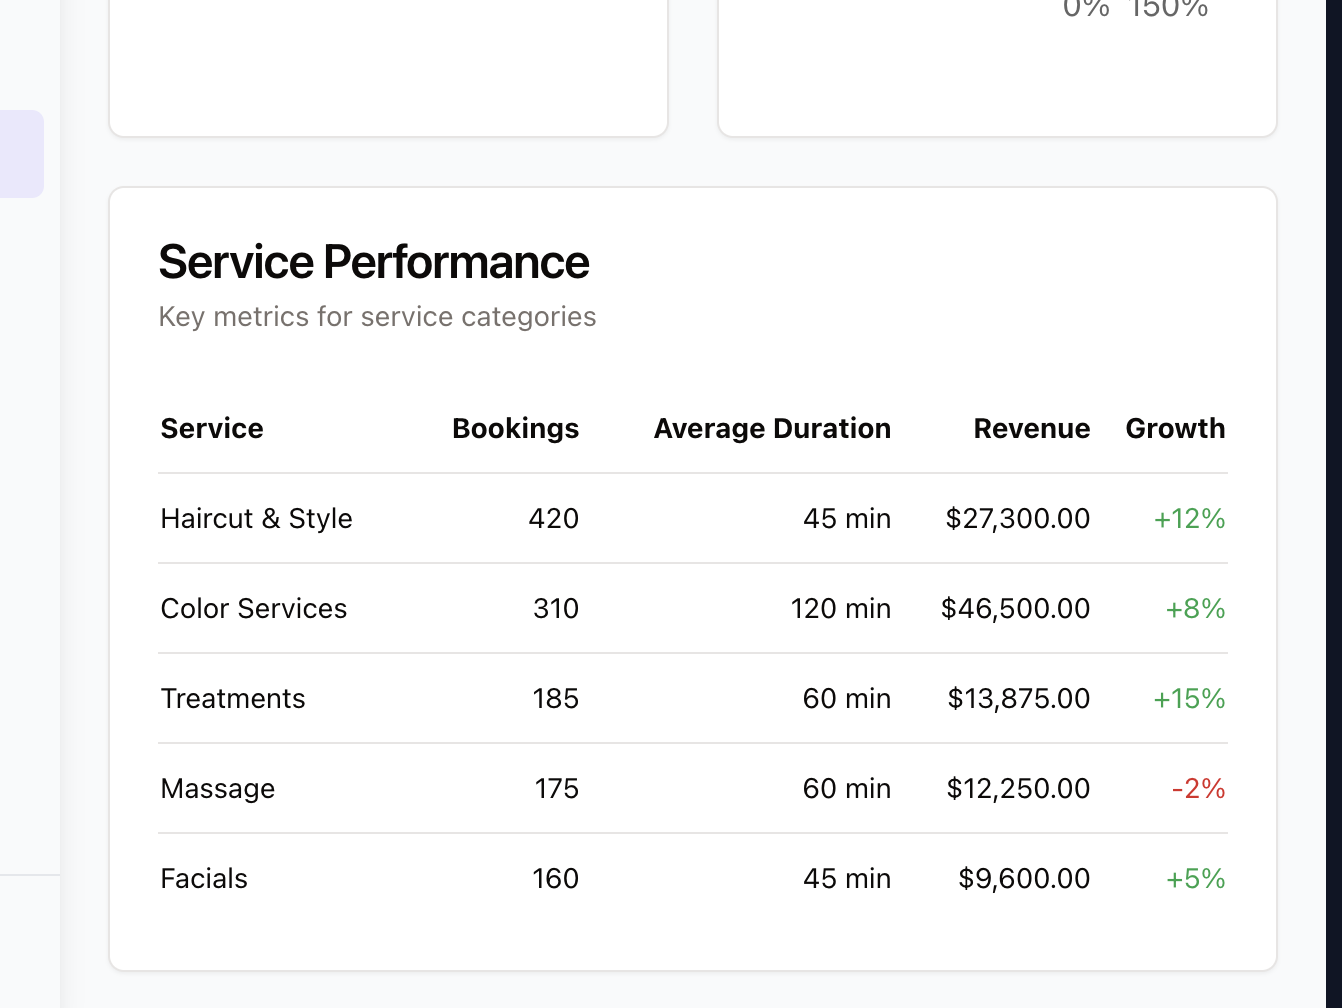 0% 150%
Service Performance
Key metrics for service categories
Service Bookings Average Duration Revenue Growth
Haircut & Style 420 45 min $27,300.00 +12%
Color Services 310 120 min $46,500.00 +8%
Treatments 185 60 min $13,875.00 +15%
Massage 175 60 min $12,250.00 -2%
Facials 160 45 min $9,600.00 +5%